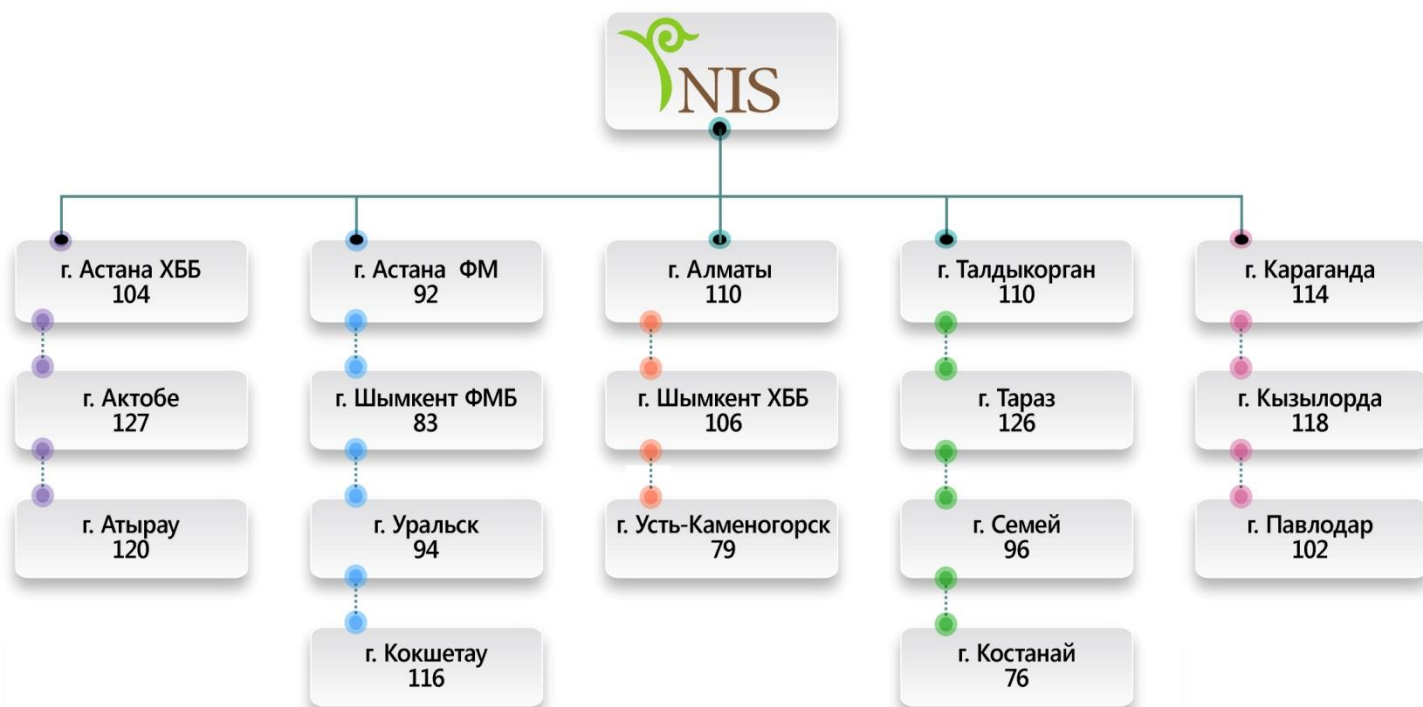 NIS
г. Астана ХББ
104
г. Астана ФМ
92
г. Алматы
110
г. Талдыкорган
110
г. Караганда
114
г. Актобе
127
г. Шымкент ФМБ
83
г. Шымкент ХББ
106
г. Тараз
126
г. Кызылорда
118
г. Атырау
120
г. Уральск
94
г. Усть-Каменогорск
79
г. Семей
96
г. Павлодар
102
г. Кокшетау
116
г. Костанай
76